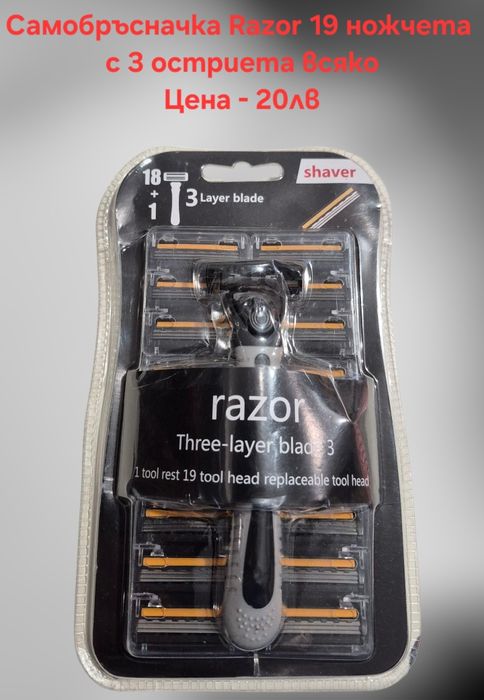 Самобръсначка Razor 19 ножчета
с 3 остриета всяко
Цена - 20лв
shaver
18
+
1
3 Layer blade
razor
Three-layer blade 3
1 tool rest 19 tool head replaceable tool head